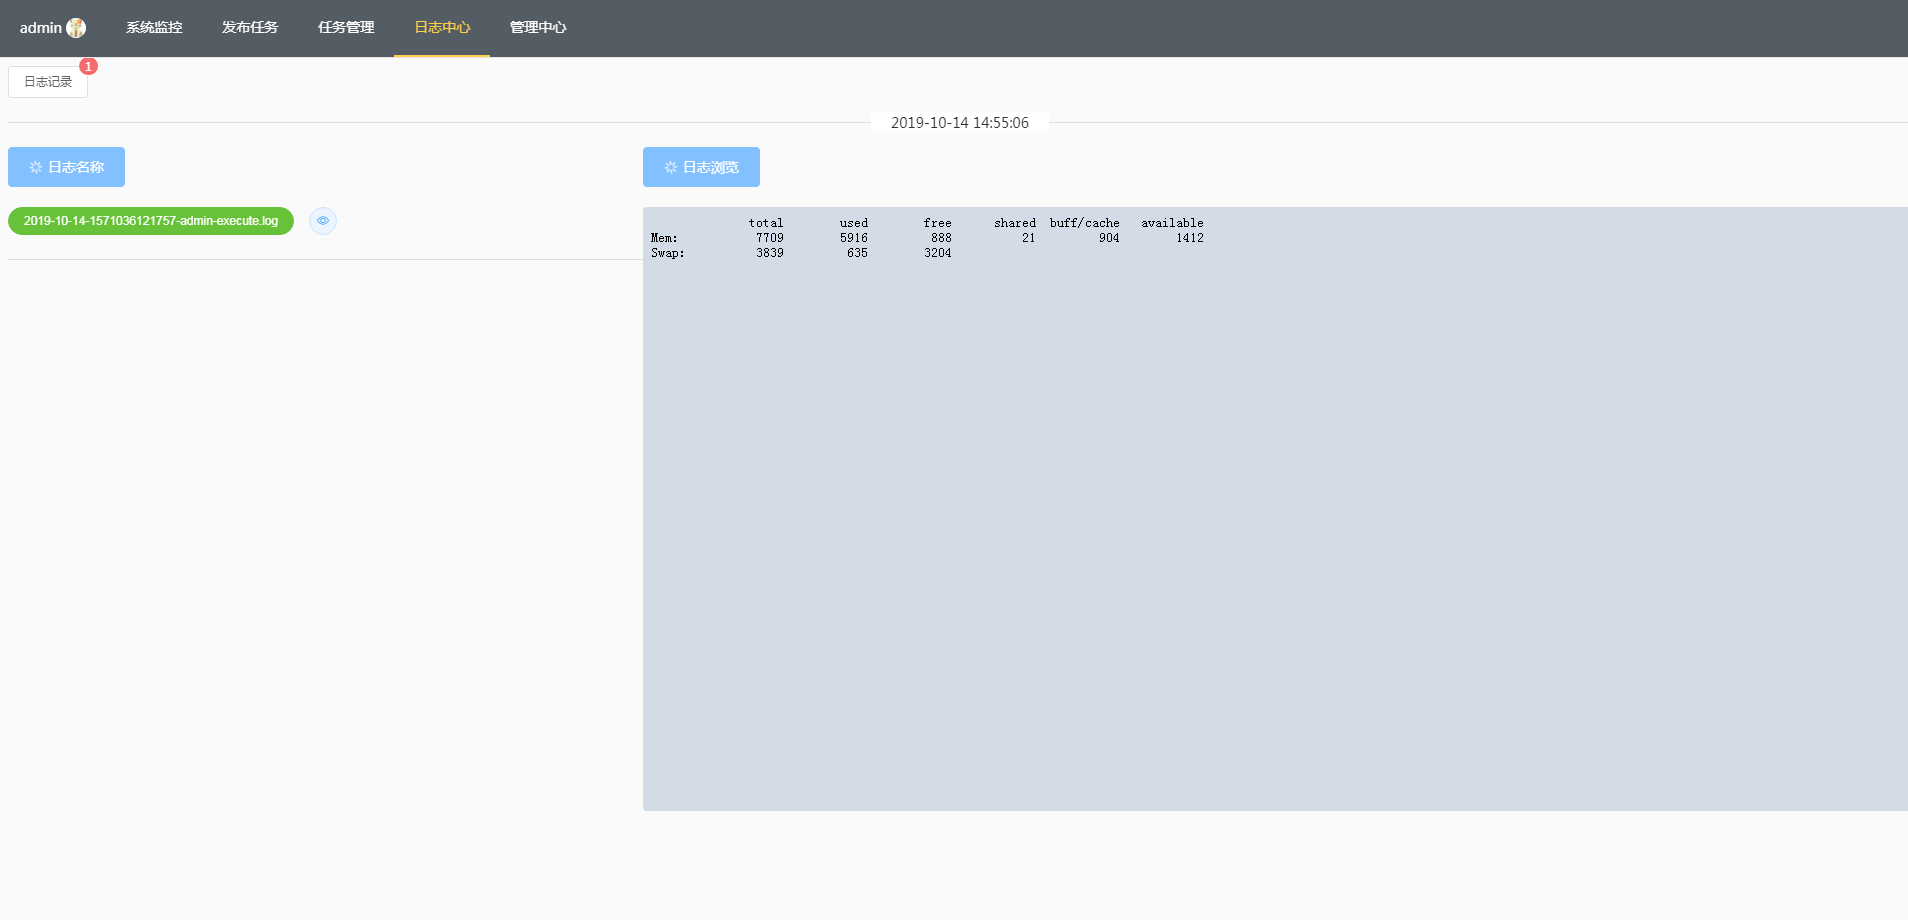 admin 系统监控 发布任务 任务管理 日志中心 管理中心
日志记录 1
2019-10-14 14:55:06
日志名称
2019-10-14-1571036121757-admin-execute.log
日志浏览
total used free shared buff/cache available
Mem: 7709 5916 888 21 904 1412
Swap: 3839 635 3204